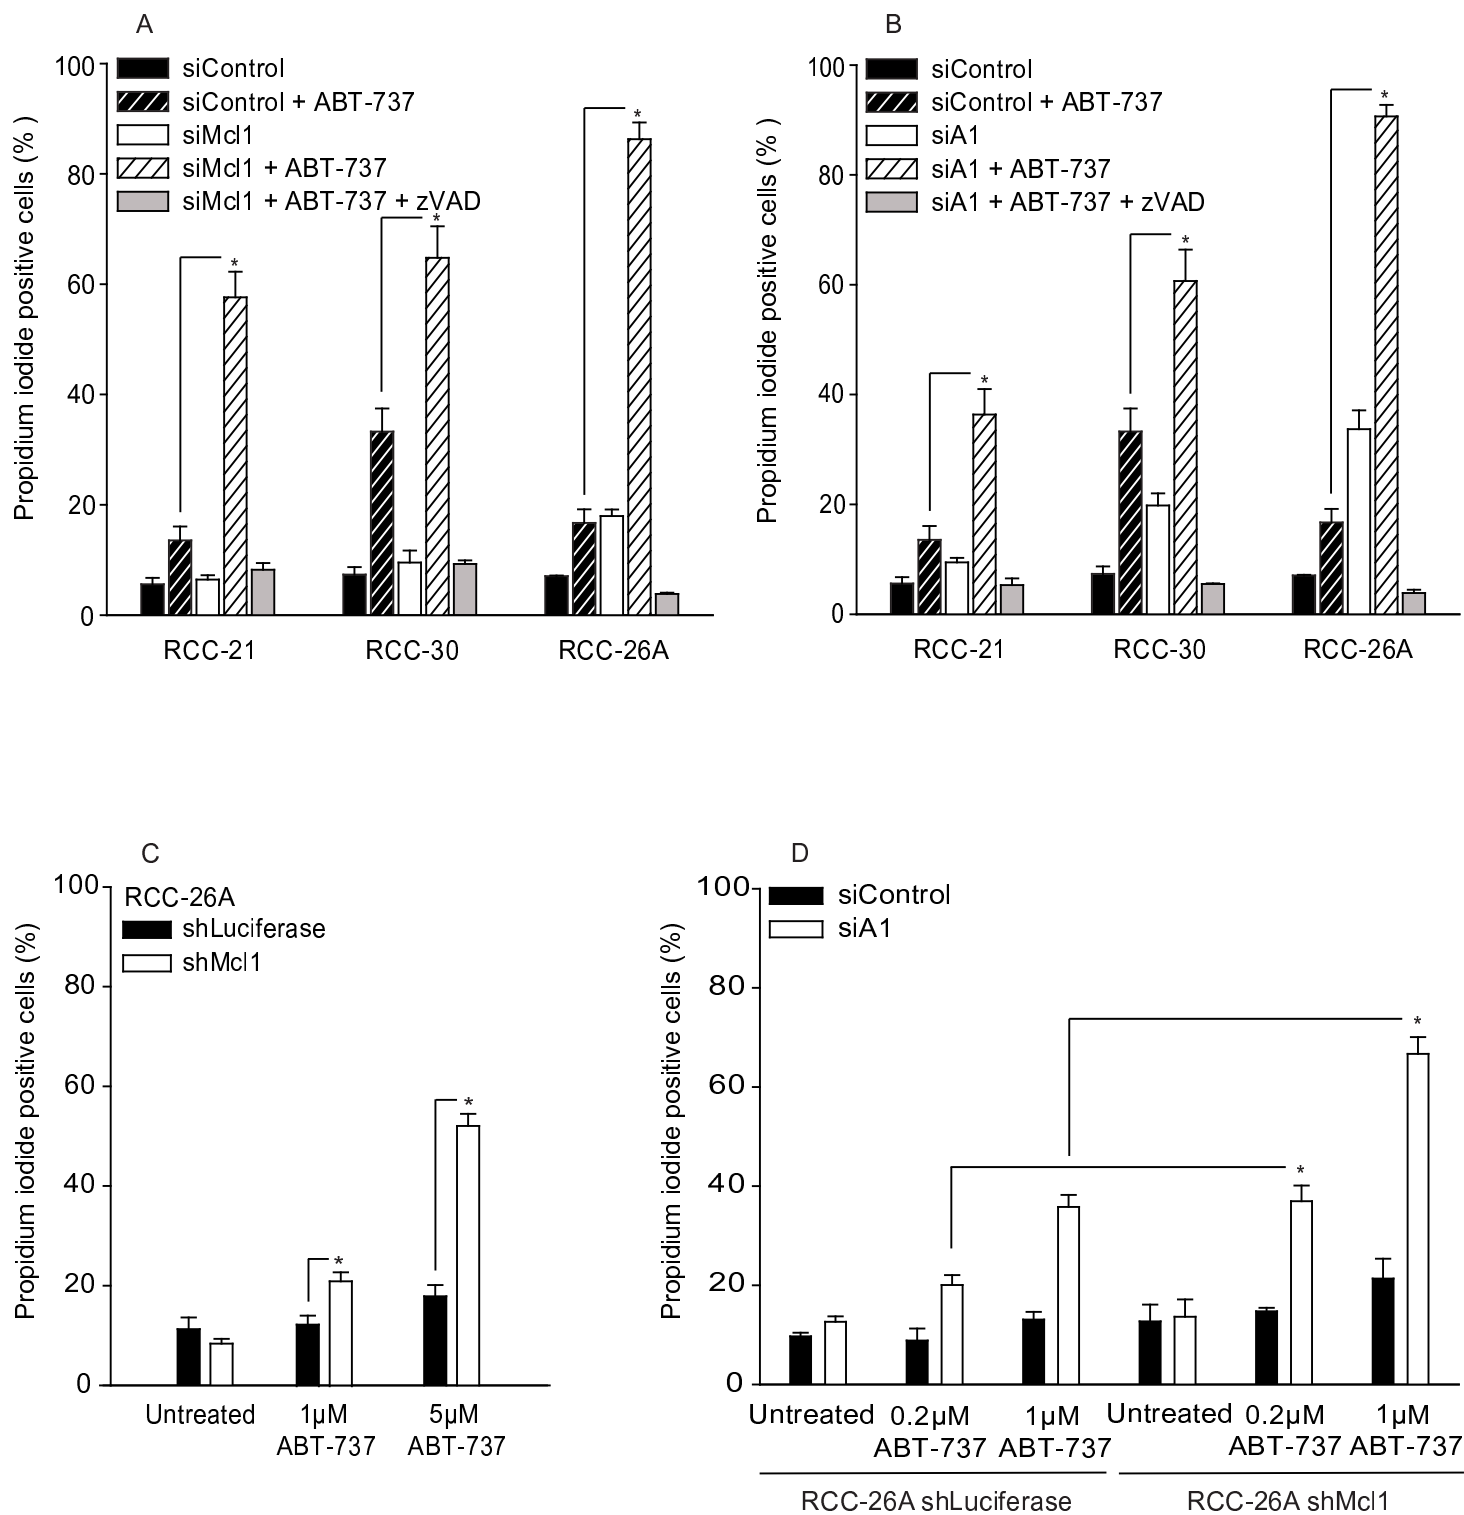 A
100
80
60
40
20
0
Propidium iodide positive cells (% )
siControl
siControl + ABT-737
siMcl1
siMcl1 + ABT-737
siMcl1 + ABT-737 + zVAD
*
*
*
RCC-21
RCC-30
RCC-26A
B
100
80
60
40
20
0
Propidium iodide positive cells (% )
siControl
siControl + ABT-737
siA1
siA1 + ABT-737
siA1 + ABT-737 + zVAD
*
*
*
RCC-21
RCC-30
RCC-26A
C
100
80
60
40
20
0
Propidium iodide positive cells (%)
RCC-26A
shLuciferase
shMcl1
*
*
Untreated
1µM
ABT-737
5µM
ABT-737
D
100
80
60
40
20
0
Propidium iodide positive cells (%)
siControl
siA1
*
*
Untreated
0.2µM
ABT-737
1µM
ABT-737
Untreated
0.2µM
ABT-737
1µM
ABT-737
RCC-26A shLuciferase
RCC-26A shMcl1